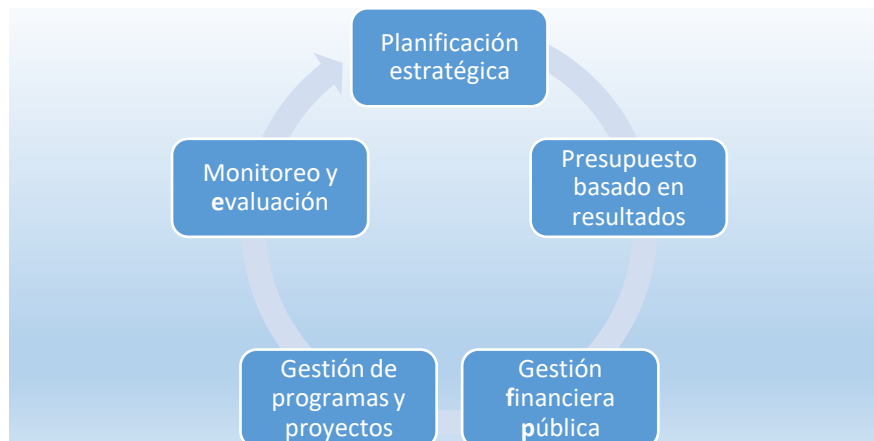 Planificación
estratégica
Presupuesto
basado en
resultados
Gestión
financiera
pública
Gestión de
programas y
proyectos
Monitoreo y
evaluación